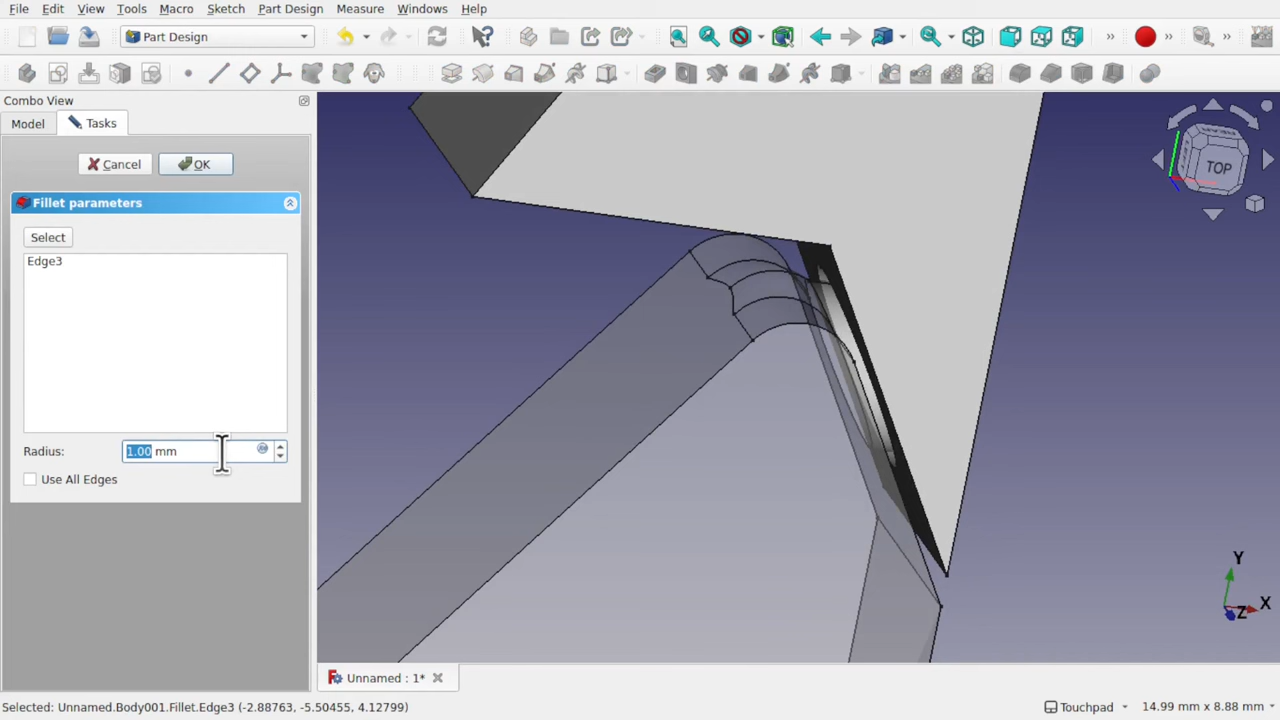 File Edit View Tools Macro Sketch Part Design Measure Windows Help
Part Design
Combo View
Model Tasks
Cancel OK
Fillet parameters
Select
Edge3
Radius: 1.00 mm
Use All Edges
TOP
Y
X
Z
Unnamed : 1*
Selected: Unnamed.Body001.Fillet.Edge3 (-2.88763, -5.50455, 4.12799) Touchpad 14.99 mm x 8.88 mm